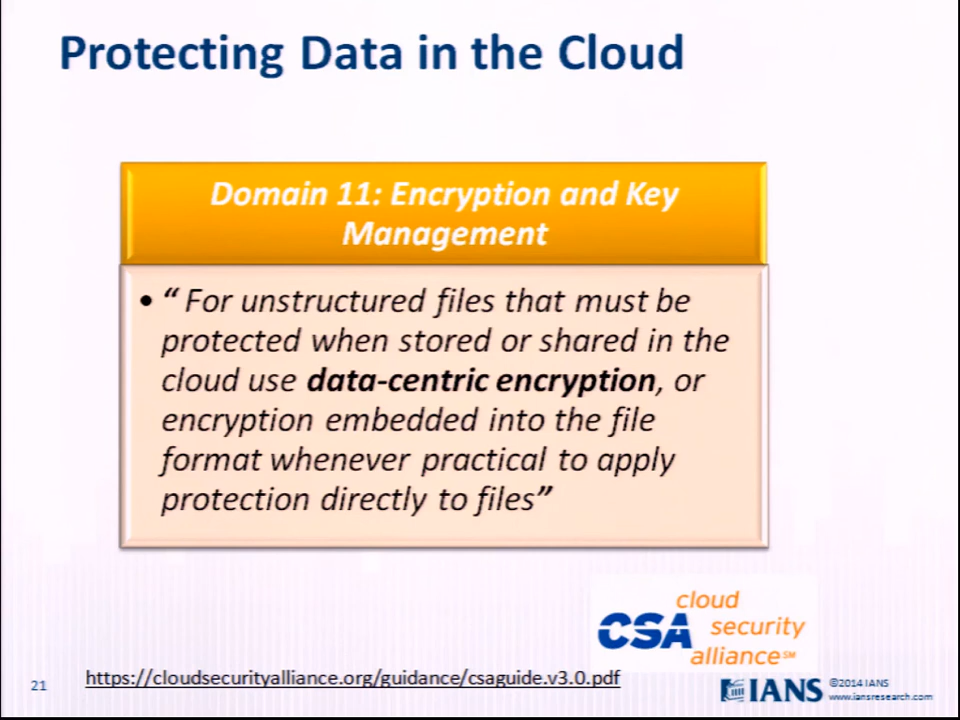 Protecting Data in the Cloud
Domain 11: Encryption and Key
Management
• “ For unstructured files that must be
protected when stored or shared in the
cloud use data-centric encryption, or
encryption embedded into the file
format whenever practical to apply
protection directly to files”
cloud
CSA security
alliance℠
21
https://cloudsecurityalliance.org/guidance/csaguide.v3.0.pdf
IANS
©2014 IANS
www.iansresearch.com